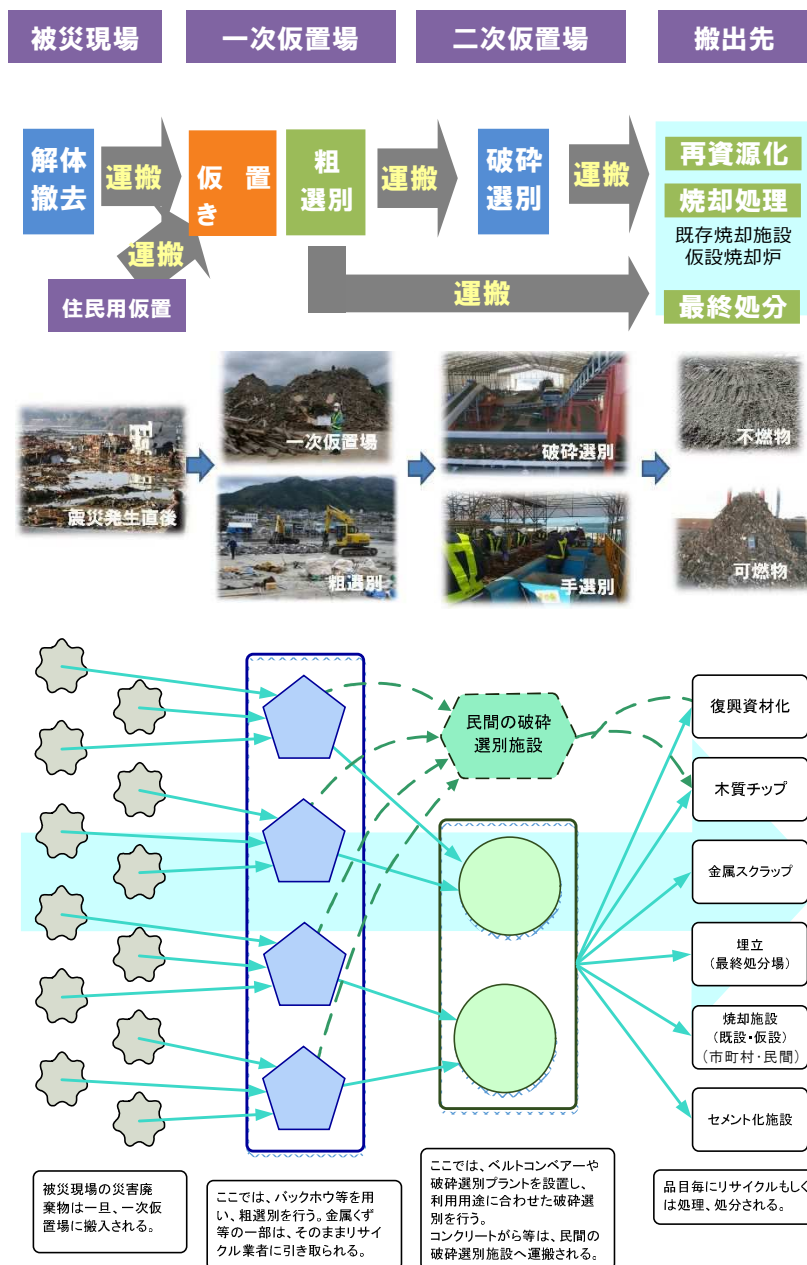 被災現場
一次仮置場
二次仮置場
搬出先
解体
撤去
運搬
仮置
き
粗
選別
運搬
破砕
選別
運搬
再資源化
焼却処理
既存焼却施設
仮設焼却炉
最終処分
運搬
住民用仮置
運搬
震災発生直後
一次仮置場
粗選別
破砕選別
手選別
不燃物
可燃物
民間の破砕
選別施設
復興資材化
木質チップ
金属スクラップ
埋立
(最終処分場)
焼却施設
(既設・仮設)
(市町村・民間)
セメント化施設
被災現場の災害廃
棄物は一旦、一次仮
置場に搬入される。
ここでは、バックホウ等を用
い、粗選別を行う。金属くず
等の一部は、そのままリサイ
クル業者に引き取られる。
ここでは、ベルトコンベアーや
破砕選別プラントを設置し、
利用用途に合わせた破砕選
別を行う。
コンクリートがら等は、民間の
破砕選別施設へ運搬される。
品目毎にリサイクルもしく
は処理、処分される。